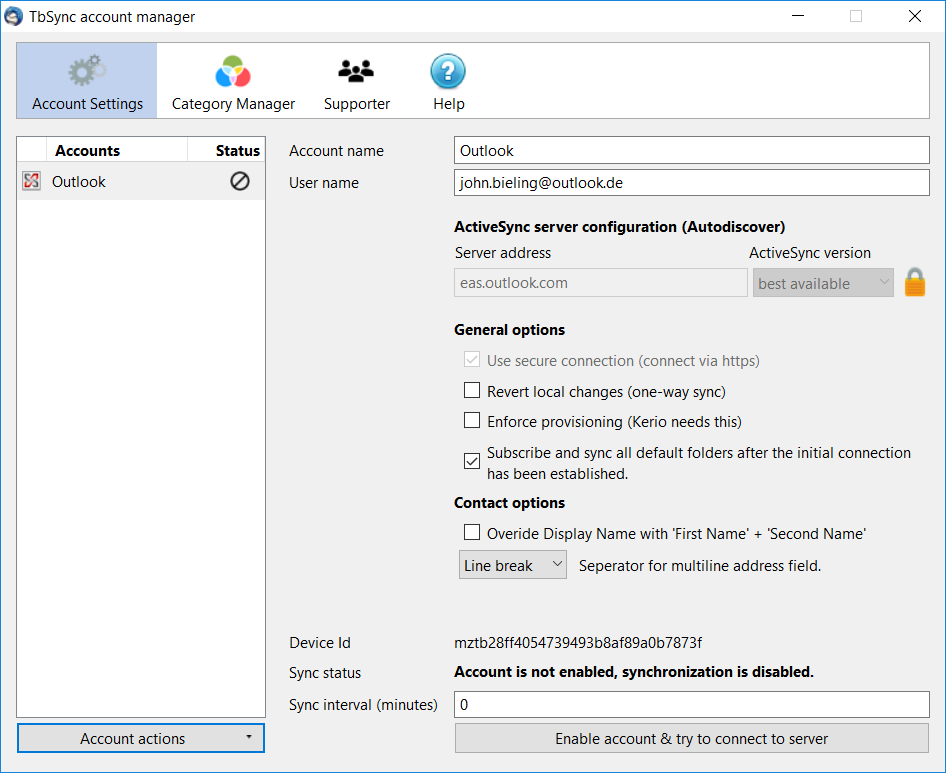 TbSync account manager
Account Settings
Category Manager
Supporter
Help
Accounts
Status
Outlook
Account name
Outlook
User name
john.bieling@outlook.de
ActiveSync server configuration (Autodiscover)
Server address
ActiveSync version
eas.outlook.com
best available
General options
Use secure connection (connect via https)
Revert local changes (one-way sync)
Enforce provisioning (Kerio needs this)
Subscribe and sync all default folders after the initial connection
has been established.
Contact options
Overide Display Name with 'First Name' + 'Second Name'
Line break
Seperator for multiline address field.
Device Id
mztb28ff4054739493b8af89a0b7873f
Sync status
Account is not enabled, synchronization is disabled.
Sync interval (minutes)
0
Account actions
Enable account & try to connect to server